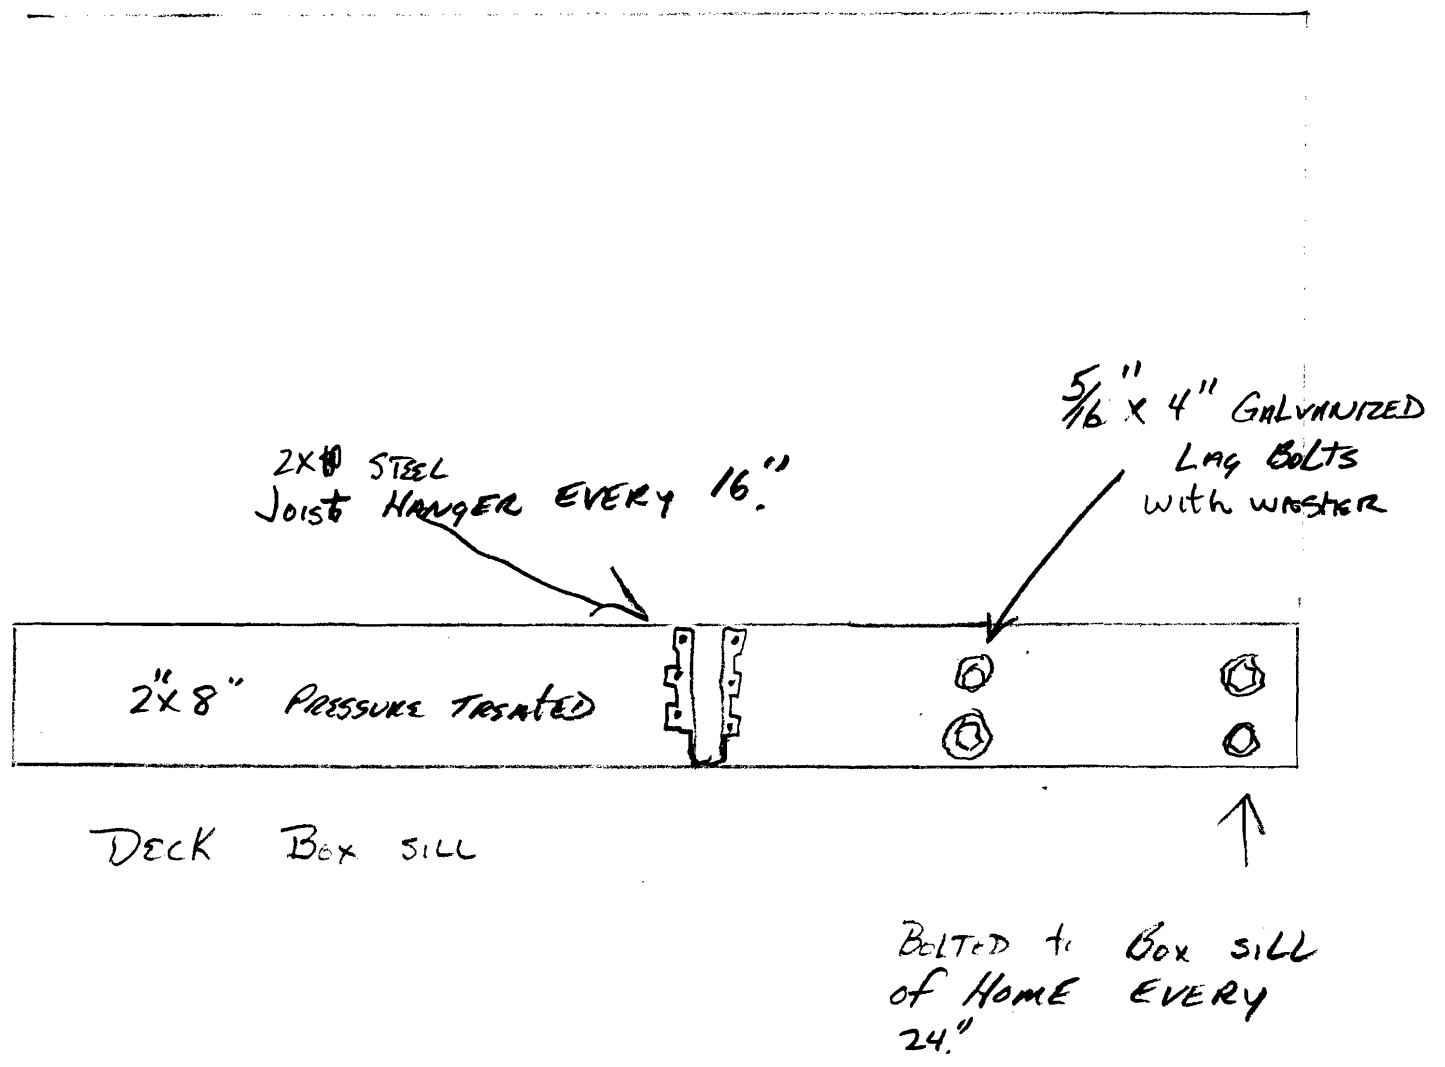 5/16" x 4" GALVANIZED
LAG BOLTS
with WASHER
2X STEEL
JOIST HANGER EVERY 16."
2"x 8" PRESSURE TREATED
DECK BOX SILL
BOLTED to BOX SILL
of HOME EVERY
24."